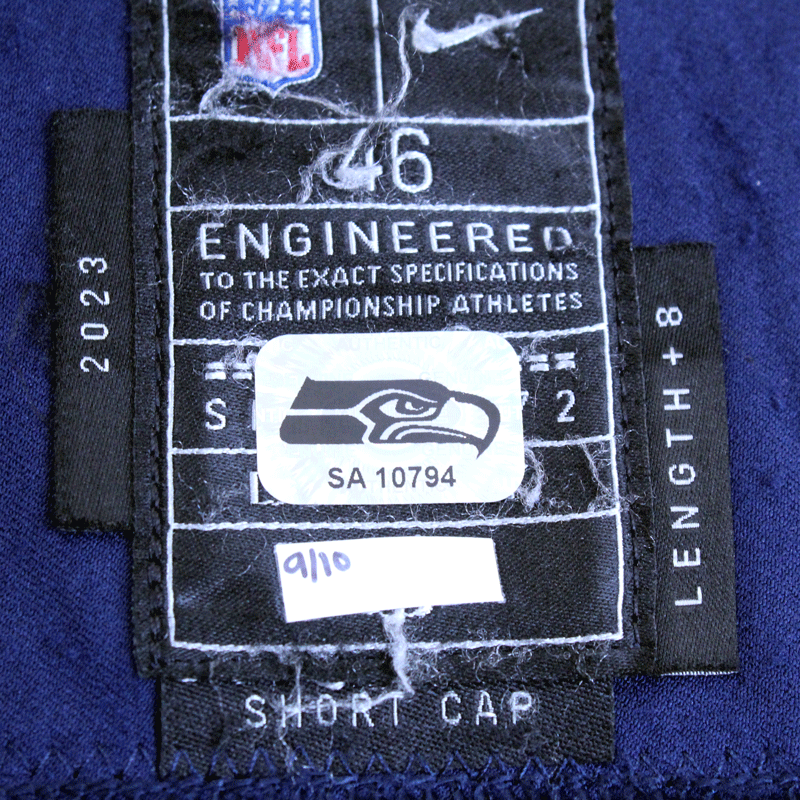 NFL
46
ENGINEERED
TO THE EXACT SPECIFICATIONS
OF CHAMPIONSHIP ATHLETES
AUTHENTIC
SA 10794
9/10
SHORT CAP
2023
LENGTH+8